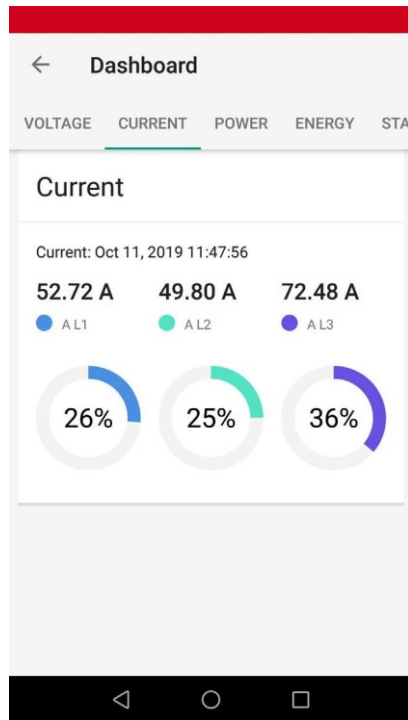 Dashboard
VOLTAGE CURRENT POWER ENERGY STA
Current
Current: Oct 11, 2019 11:47:56
52.72 A 49.80 A 72.48 A
A L1 A L2 A L3
26% 25% 36%